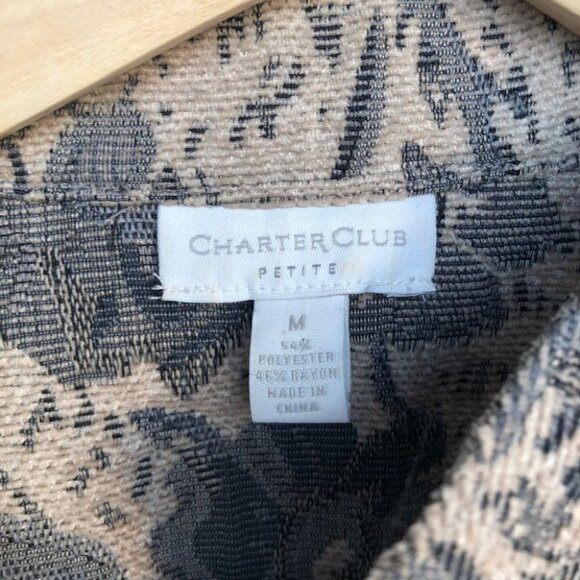 CHARTER CLUB
PETITE
M
54%
POLYESTER
46% RAYON
MADE IN
CHINA